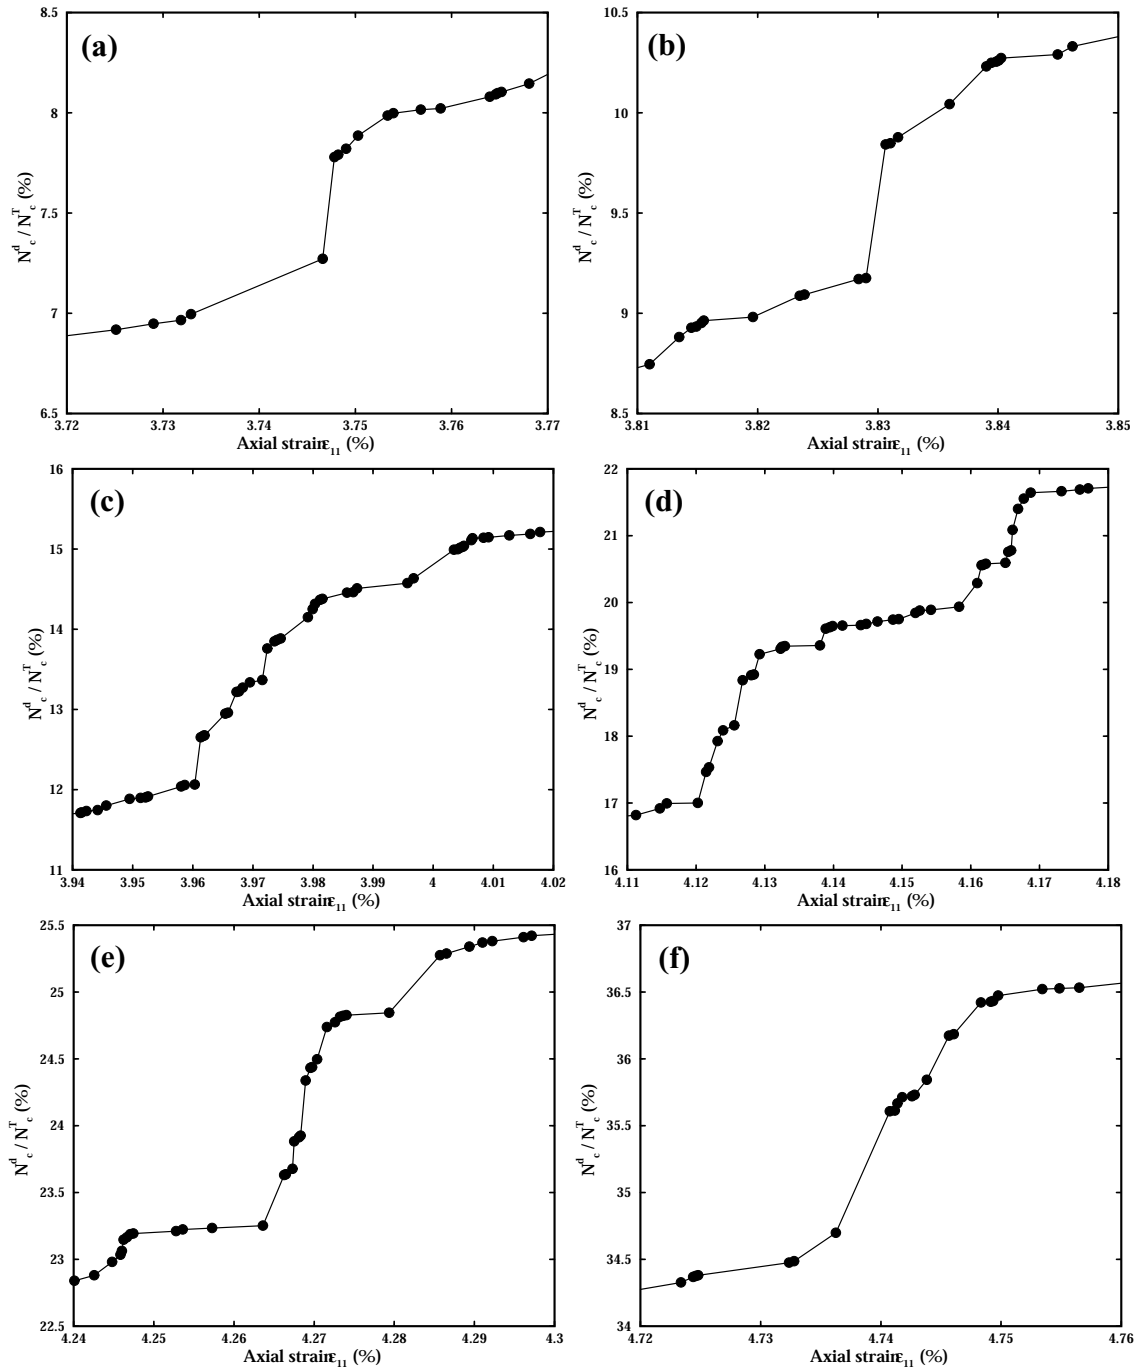 (a)
8.5
8
7.5
7
6.5
N^d_c / N^T_c (%)
3.72 3.73 3.74 3.75 3.76 3.77
Axial strainε_11 (%)
(b)
10.5
10
9.5
9
8.5
N^d_c / N^T_c (%)
3.81 3.82 3.83 3.84 3.85
Axial strainε_11 (%)
(c)
16
15
14
13
12
11
N^d_c / N^T_c (%)
3.94 3.95 3.96 3.97 3.98 3.99 4 4.01 4.02
Axial strainε_11 (%)
(d)
22
21
20
19
18
17
16
N^d_c / N^T_c (%)
4.11 4.12 4.13 4.14 4.15 4.16 4.17 4.18
Axial strainε_11 (%)
(e)
25.5
25
24.5
24
23.5
23
22.5
N^d_c / N^T_c (%)
4.24 4.25 4.26 4.27 4.28 4.29 4.3
Axial strainε_11 (%)
(f)
37
36.5
36
35.5
35
34.5
34
N^d_c / N^T_c (%)
4.72 4.73 4.74 4.75 4.76
Axial strainε_11 (%)